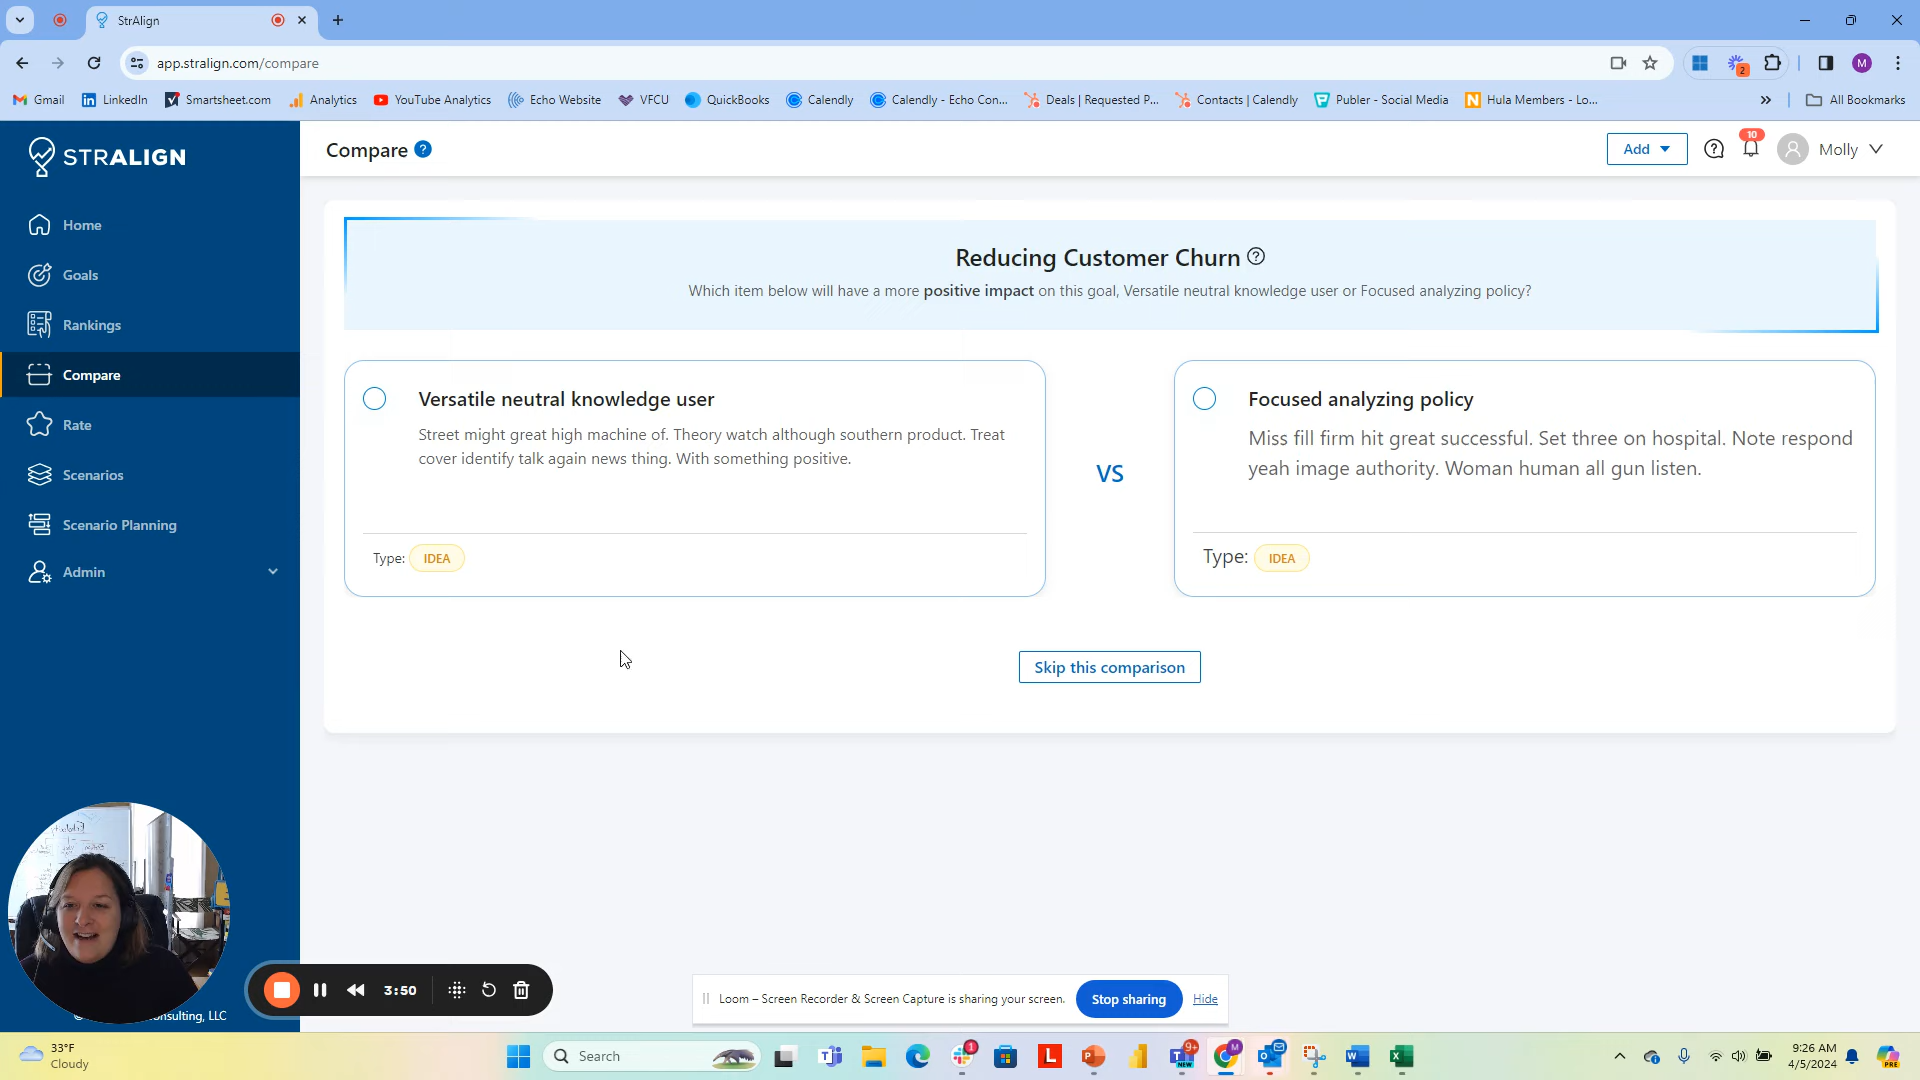 StrAlign
app.stralign.com/compare
2
M
Gmail
LinkedIn
Smartsheet.com
Analytics
YouTube Analytics
Echo Website
VFCU
QuickBooks
Calendly
Calendly - Echo Con...
Deals | Requested P...
Contacts | Calendly
Publer - Social Media
Hula Members - Lo...
All Bookmarks
STRALIGN
Compare
Add
10
Molly
Home
Goals
Rankings
Compare
Rate
Scenarios
Scenario Planning
Admin
Reducing Customer Churn
Which item below will have a more positive impact on this goal, Versatile neutral knowledge user or Focused analyzing policy?
Versatile neutral knowledge user
Street might great high machine of. Theory watch although southern product. Treat
cover identify talk again news thing. With something positive.
Type: IDEA
VS
Focused analyzing policy
Miss fill firm hit great successful. Set three on hospital. Note respond
yeah image authority. Woman human all gun listen.
Type: IDEA
Skip this comparison
3:50
Loom – Screen Recorder & Screen Capture is sharing your screen.
Stop sharing
Hide
onsulting, LLC
33°F
Cloudy
Search
1
9+
NEW
M
9:26 AM
4/5/2024
PRE